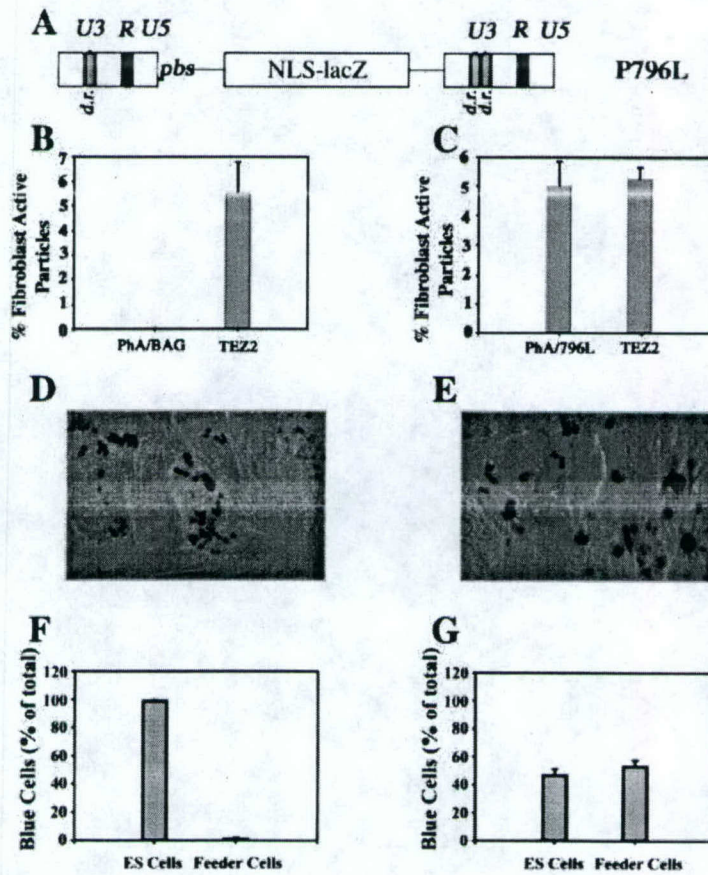 A
U3 R U5 U3 R U5
pbs NLS-lacZ P796L
d.r. d.r. d.r.
B C
% Fibroblast Active Particles
7
6
5
4
3
2
1
0
PhA/BAG TEZ2
% Fibroblast Active Particles
6
5
4
3
2
1
0
PhA/796L TEZ2
D E
F G
Blue Cells (% of total)
120
100
80
60
40
20
0
ES Cells Feeder Cells
Blue Cells (% of total)
120
100
80
60
40
20
0
ES Cells Feeder Cells